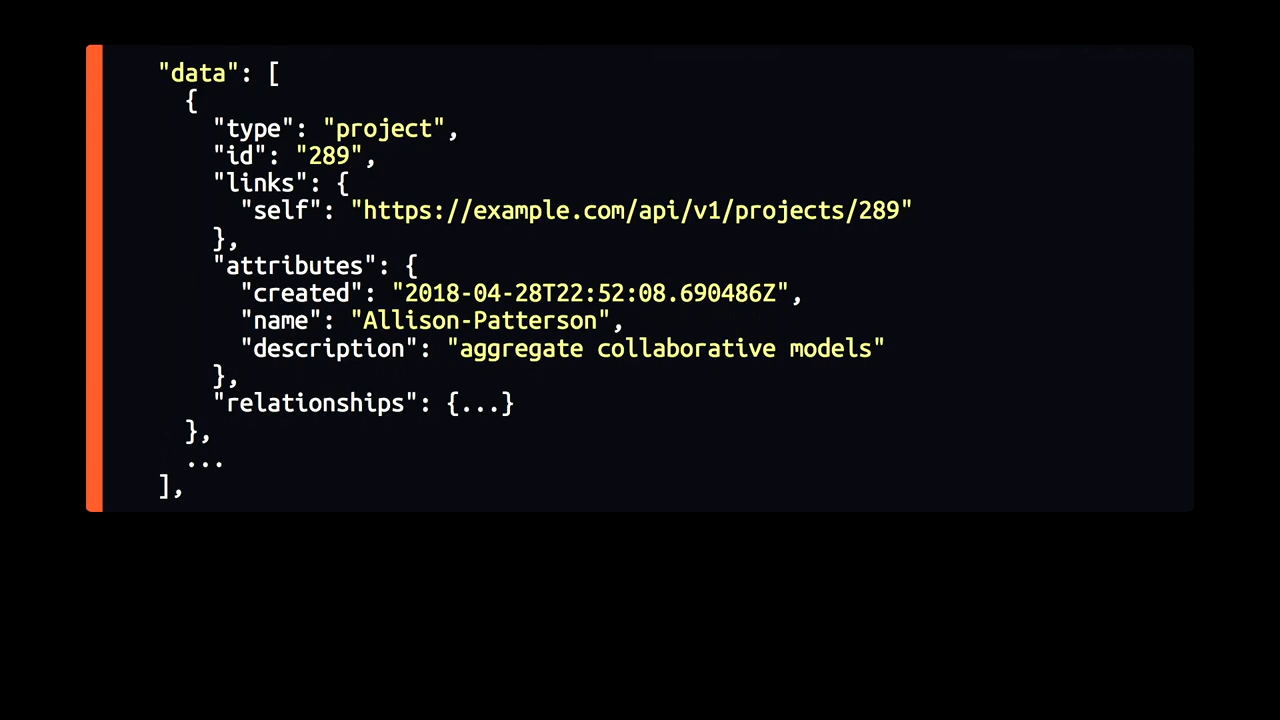 "data": [
  {
    "type": "project",
    "id": "289",
    "links": {
      "self": "https://example.com/api/v1/projects/289"
    },
    "attributes": {
      "created": "2018-04-28T22:52:08.690486Z",
      "name": "Allison-Patterson",
      "description": "aggregate collaborative models"
    },
    "relationships": {...}
  },
  ...
],